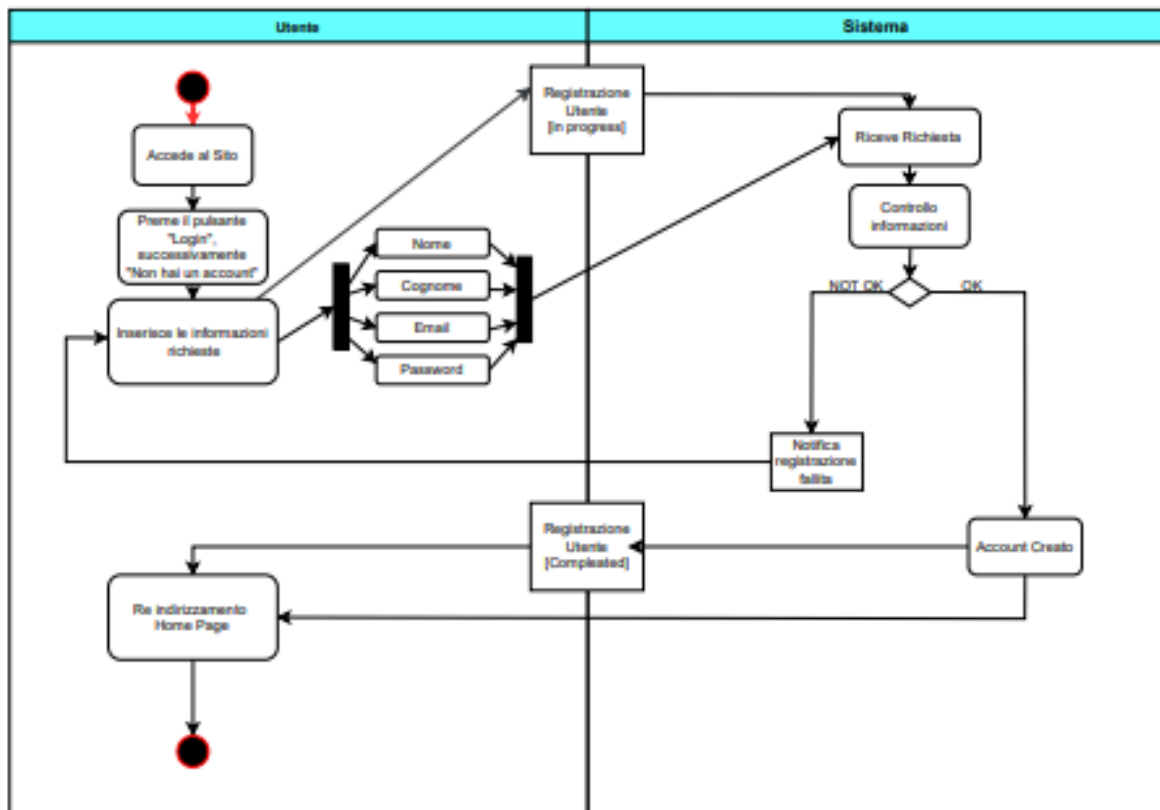 Utente
Sistema
Registrazione
Utente
[in progress]
Accede al Sito
Riceve Richiesta
Preme il pulsante
"Login",
successivamente
"Non hai un account"
Controllo
informazioni
Nome
Cognome
Email
Password
NOT OK
OK
Inserisce le informazioni
richieste
Notifica
registrazione
fallita
Registrazione
Utente
[Compleated]
Account Creato
Re indirizzamento
Home Page